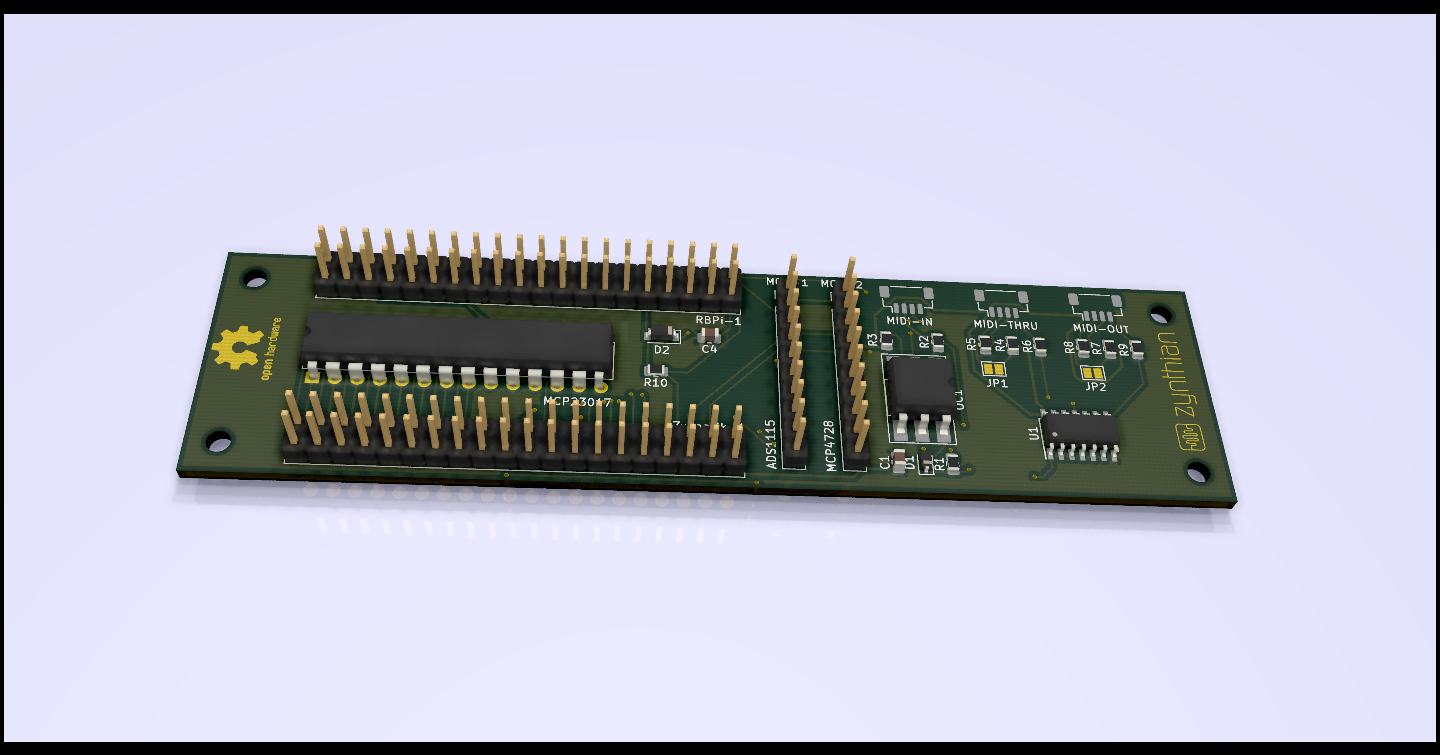 open hardware
RBPi-1
D2
C4
R10
MCP23017
ADS1115
MCP4728
MIDI-IN
MIDI-THRU
MIDI-OUT
R3
R2
R5
R4
R6
R8
R7
R9
JP1
JP2
U1
C1
D1
R1
zynthian